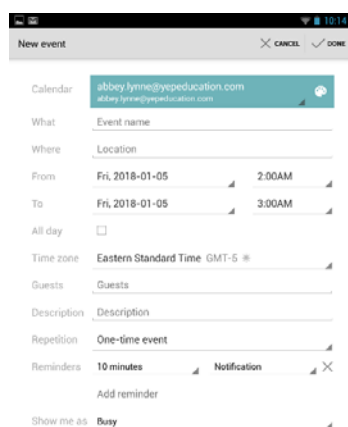 10:14
New event CANCEL DONE
Calendar abbey.lynne@yepeducation.com
abbey.lynne@yepeducation.com
What Event name
Where Location
From Fri, 2018-01-05 2:00AM
To Fri, 2018-01-05 3:00AM
All day
Time zone Eastern Standard Time GMT-5
Guests Guests
Description Description
Repetition One-time event
Reminders 10 minutes Notification
Add reminder
Show me as Busy